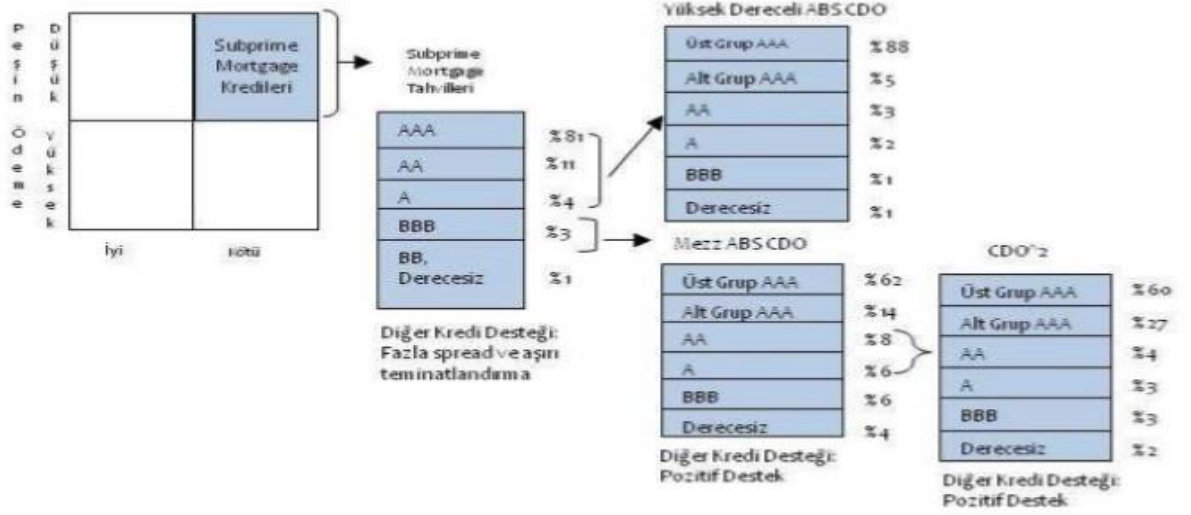 Peşin Ödeme
Düşük
Yüksek
Subprime
Mortgage
Kredileri
İyi
Kötü
Subprime
Mortgage
Tahvilleri
AAA %81
AA %11
A %4
BBB %3
BB,
Derecesiz %1
Diğer Kredi Desteği:
Fazla spread ve aşırı
teminatlandırma
Yüksek Dereceli ABS CDO
Üst Grup AAA %88
Alt Grup AAA %5
AA %3
A %2
BBB %1
Derecesiz %1
Mezz ABS CDO
Üst Grup AAA %62
Alt Grup AAA %14
AA %8
A %6
BBB %6
Derecesiz %4
Diğer Kredi Desteği:
Pozitif Destek
CDO^2
Üst Grup AAA %60
Alt Grup AAA %27
AA %4
A %3
BBB %3
Derecesiz %2
Diğer Kredi Desteği:
Pozitif Destek